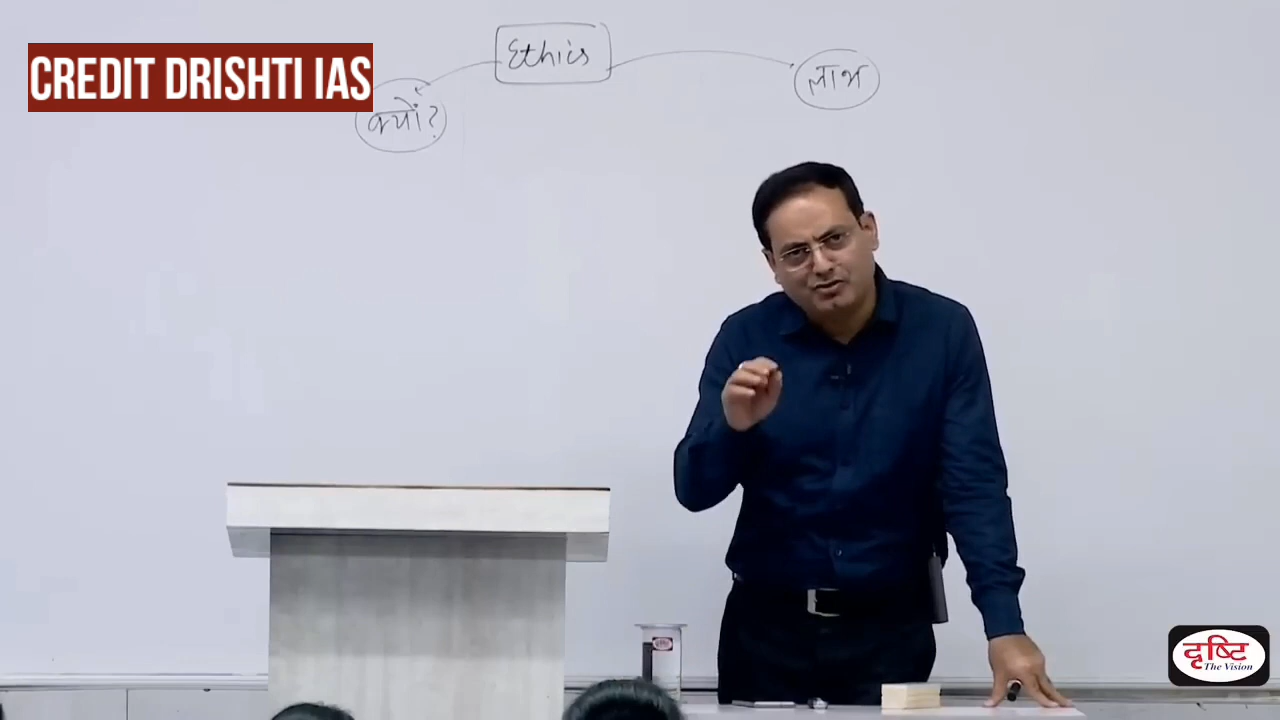 CREDIT DRISHTI IAS
Ethics
क्यों?
लाभ
दृष्टि
The Vision